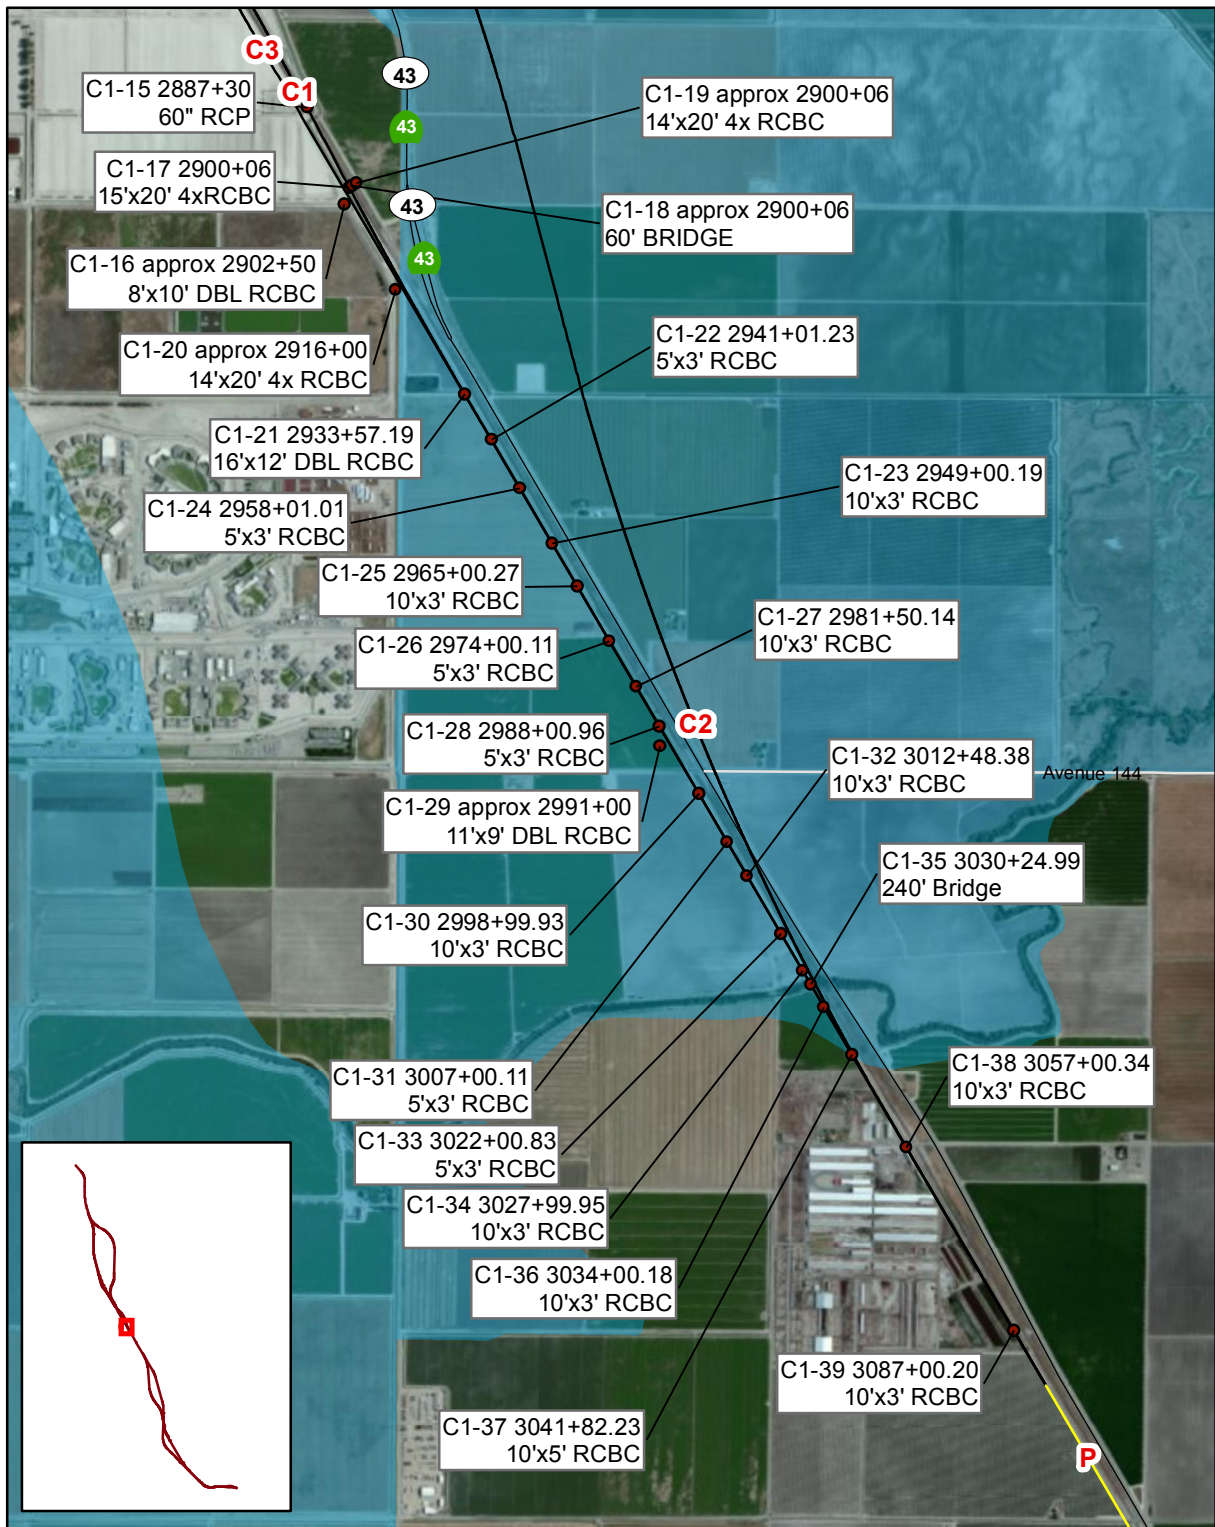 C3
C1
C1-15 2887+30
60" RCP
43
43
C1-19 approx 2900+06
14'x20' 4x RCBC
C1-17 2900+06
15'x20' 4xRCBC
43
C1-18 approx 2900+06
60' BRIDGE
43
C1-16 approx 2902+50
8'x10' DBL RCBC
C1-20 approx 2916+00
14'x20' 4x RCBC
C1-22 2941+01.23
5'x3' RCBC
C1-21 2933+57.19
16'x12' DBL RCBC
C1-23 2949+00.19
10'x3' RCBC
C1-24 2958+01.01
5'x3' RCBC
C1-25 2965+00.27
10'x3' RCBC
C1-27 2981+50.14
10'x3' RCBC
C1-26 2974+00.11
5'x3' RCBC
C2
C1-28 2988+00.96
5'x3' RCBC
C1-32 3012+48.38
10'x3' RCBC
Avenue 144
C1-29 approx 2991+00
11'x9' DBL RCBC
C1-35 3030+24.99
240' Bridge
C1-30 2998+99.93
10'x3' RCBC
C1-31 3007+00.11
5'x3' RCBC
C1-38 3057+00.34
10'x3' RCBC
C1-33 3022+00.83
5'x3' RCBC
C1-34 3027+99.95
10'x3' RCBC
C1-36 3034+00.18
10'x3' RCBC
C1-39 3087+00.20
10'x3' RCBC
C1-37 3041+82.23
10'x5' RCBC
P